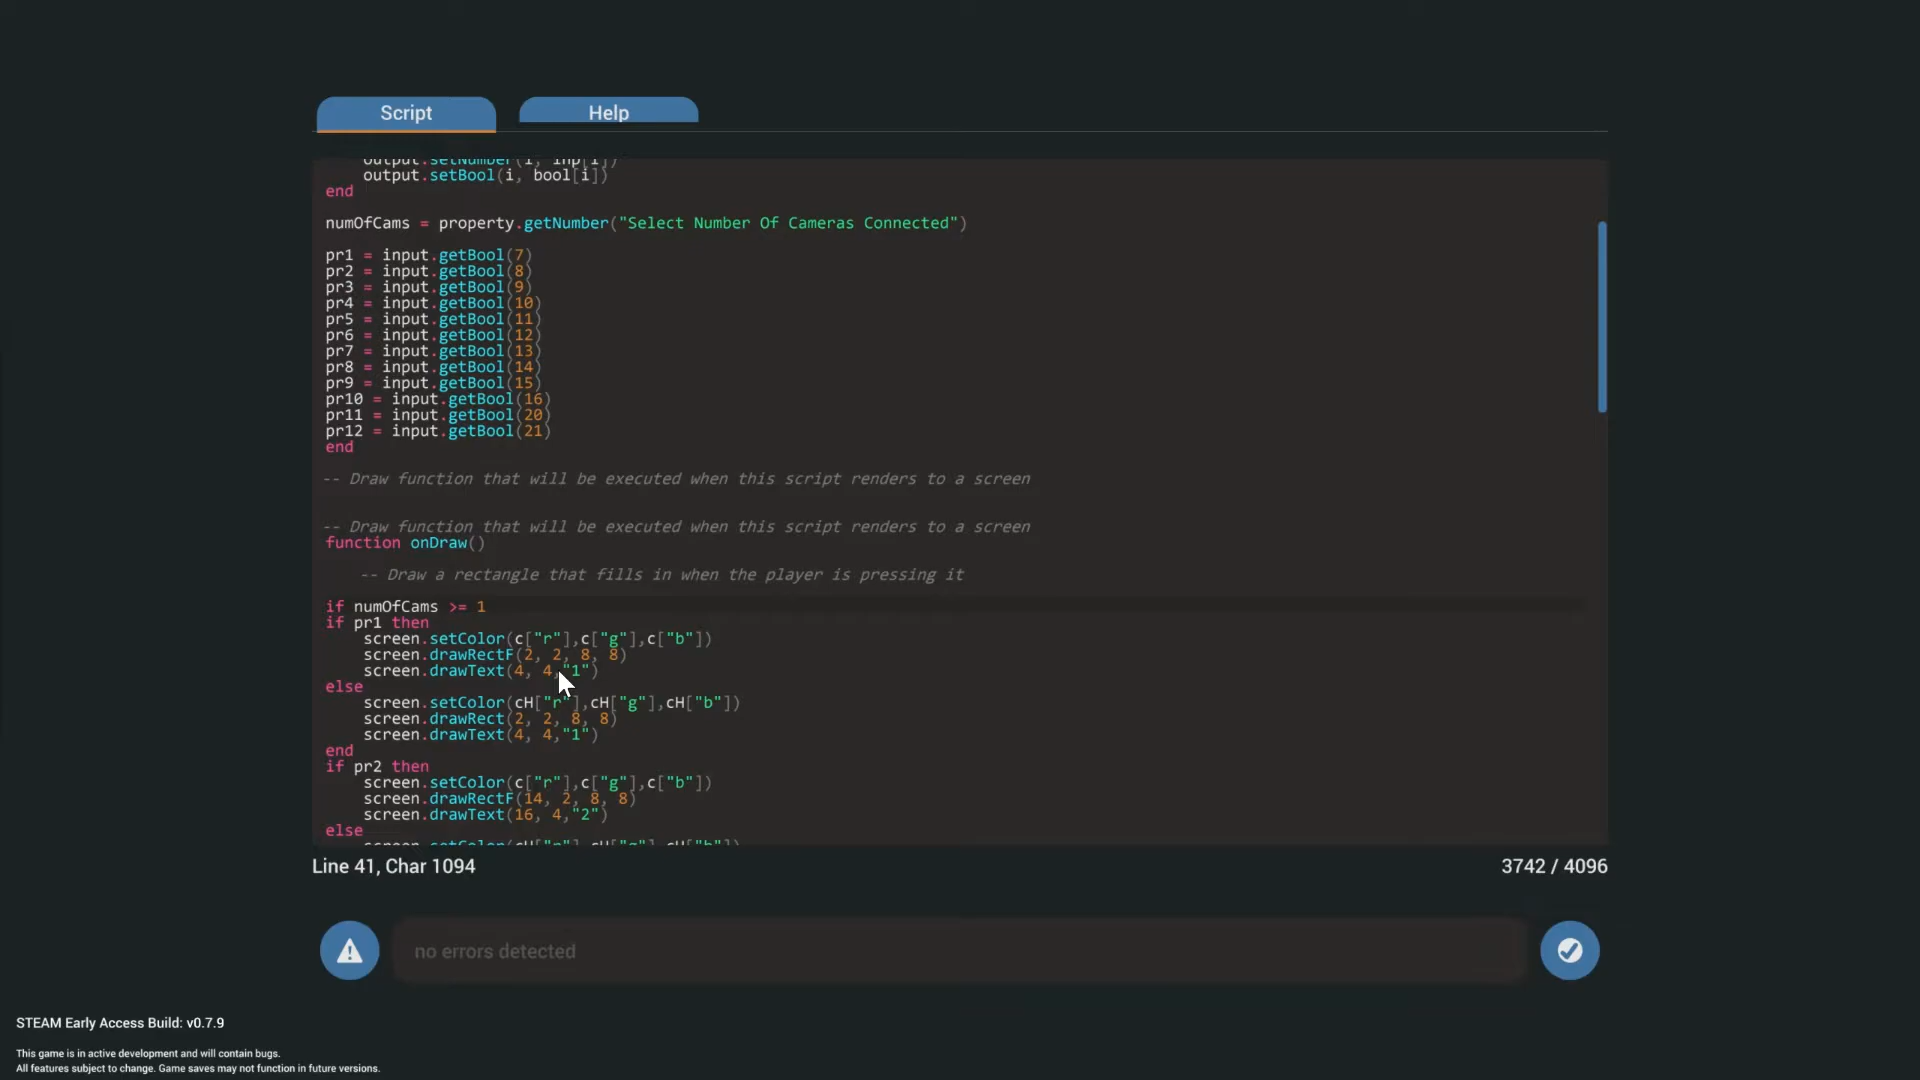 Script
Help
output.setNumber(i, inp[i])
output.setBool(i, bool[i])
end
numOfCams = property.getNumber("Select Number Of Cameras Connected")
pr1 = input.getBool(7)
pr2 = input.getBool(8)
pr3 = input.getBool(9)
pr4 = input.getBool(10)
pr5 = input.getBool(11)
pr6 = input.getBool(12)
pr7 = input.getBool(13)
pr8 = input.getBool(14)
pr9 = input.getBool(15)
pr10 = input.getBool(16)
pr11 = input.getBool(20)
pr12 = input.getBool(21)
end
-- Draw function that will be executed when this script renders to a screen
-- Draw function that will be executed when this script renders to a screen
function onDraw()
-- Draw a rectangle that fills in when the player is pressing it
if numOfCams >= 1
if pr1 then
screen.setColor(c["r"],c["g"],c["b"])
screen.drawRectF(2, 2, 8, 8)
screen.drawText(4, 4,"1")
else
screen.setColor(cH["r"],cH["g"],cH["b"])
screen.drawRect(2, 2, 8, 8)
screen.drawText(4, 4,"1")
end
if pr2 then
screen.setColor(c["r"],c["g"],c["b"])
screen.drawRectF(14, 2, 8, 8)
screen.drawText(16, 4,"2")
else
screen.setColor(cH["r"],cH["g"],cH["b"])
Line 41, Char 1094
3742 / 4096
no errors detected
STEAM Early Access Build: v0.7.9
This game is in active development and will contain bugs.
All features subject to change. Game saves may not function in future versions.